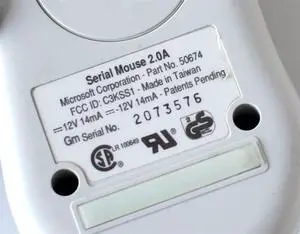 Serial Mouse 2.0A
Microsoft Corporation - Part No. 50674
FCC ID: C3KSS1 - Made in Taiwan
⎓12V 14mA ⎓-12V 14mA - Patents Pending
Grn Serial No. 2073576
LR 100649